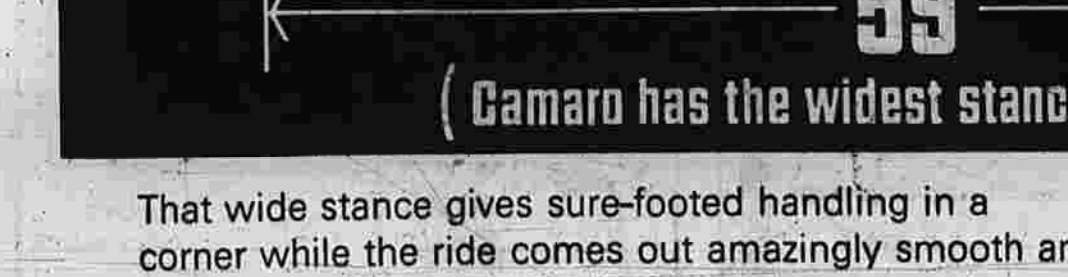 ( Camaro has the widest stanc
That wide stance gives sure-footed handling in a
corner while the ride comes out amazingly smooth